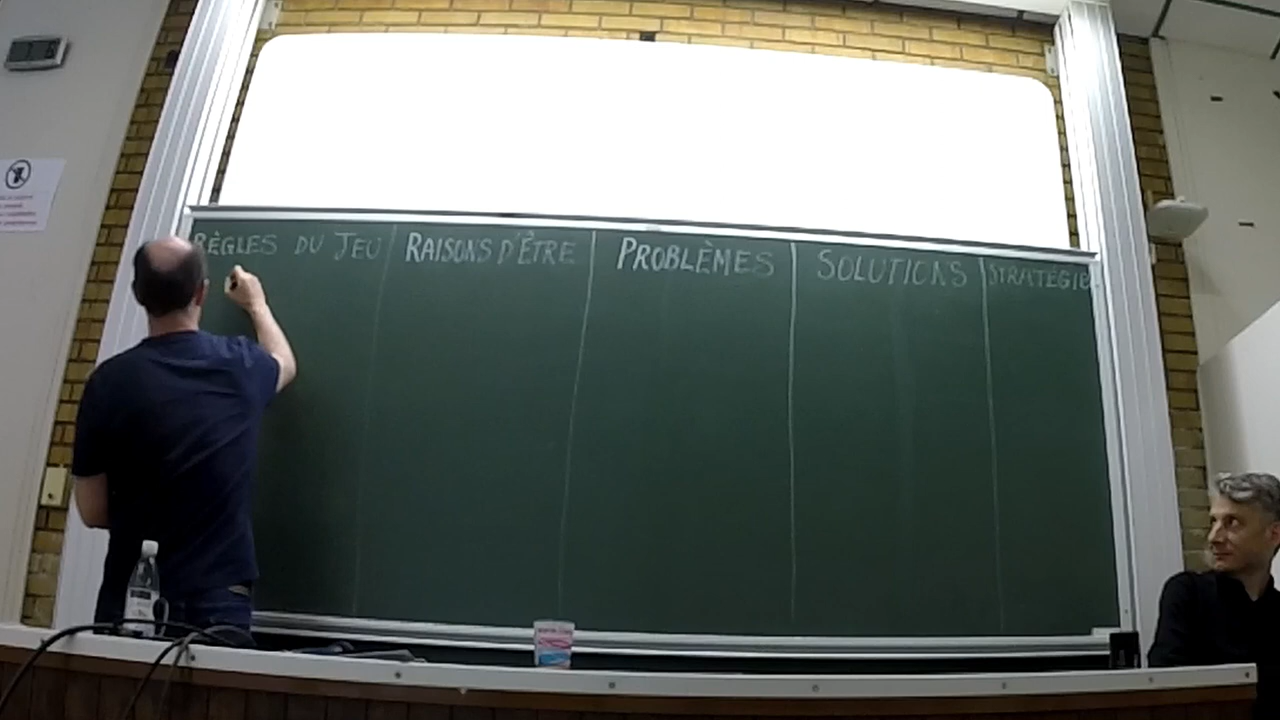 RÈGLES DU JEU
RAISONS D'ÊTRE
PROBLÈMES
SOLUTIONS
STRATÉGIE